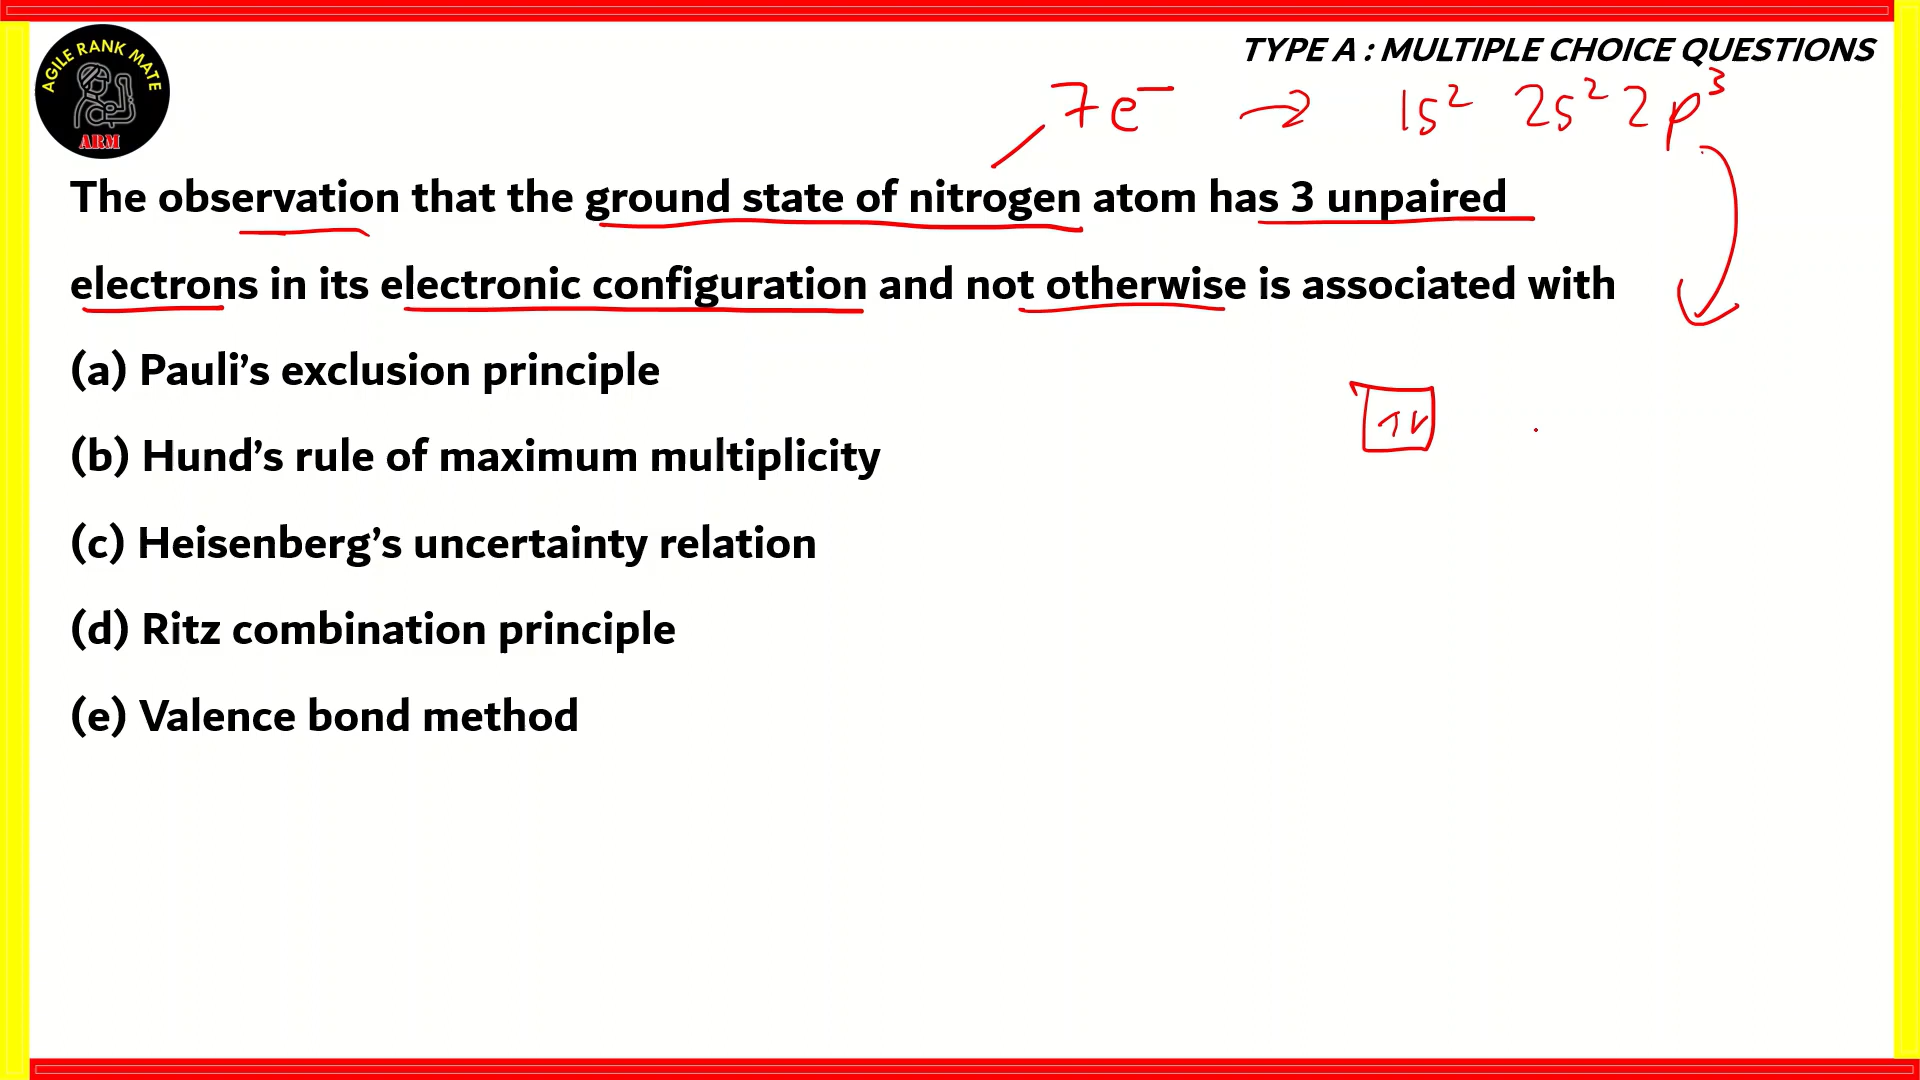 AGILE RANK MATE
ARM
TYPE A : MULTIPLE CHOICE QUESTIONS
7e⁻ → 1s² 2s² 2p³
The observation that the ground state of nitrogen atom has 3 unpaired
electrons in its electronic configuration and not otherwise is associated with
(a) Pauli’s exclusion principle
↑↓
(b) Hund’s rule of maximum multiplicity
(c) Heisenberg’s uncertainty relation
(d) Ritz combination principle
(e) Valence bond method